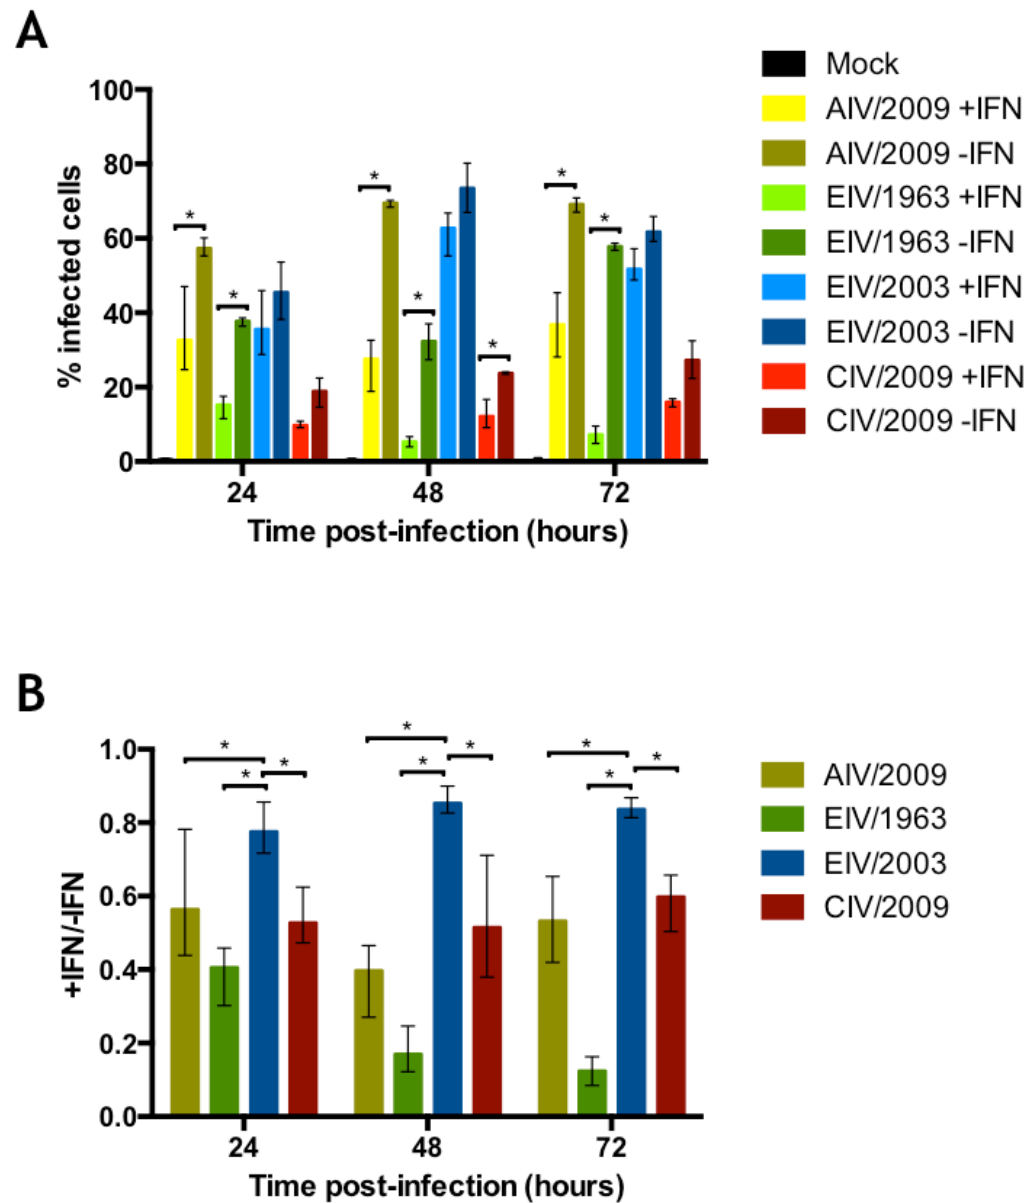 A
% infected cells
100
80
60
40
20
0
* * * * * * *
24 48 72
Time post-infection (hours)
Mock
AIV/2009 +IFN
AIV/2009 -IFN
EIV/1963 +IFN
EIV/1963 -IFN
EIV/2003 +IFN
EIV/2003 -IFN
CIV/2009 +IFN
CIV/2009 -IFN
B
+IFN/-IFN
1.0
0.8
0.6
0.4
0.2
0.0
* * * * * * * * *
24 48 72
Time post-infection (hours)
AIV/2009
EIV/1963
EIV/2003
CIV/2009